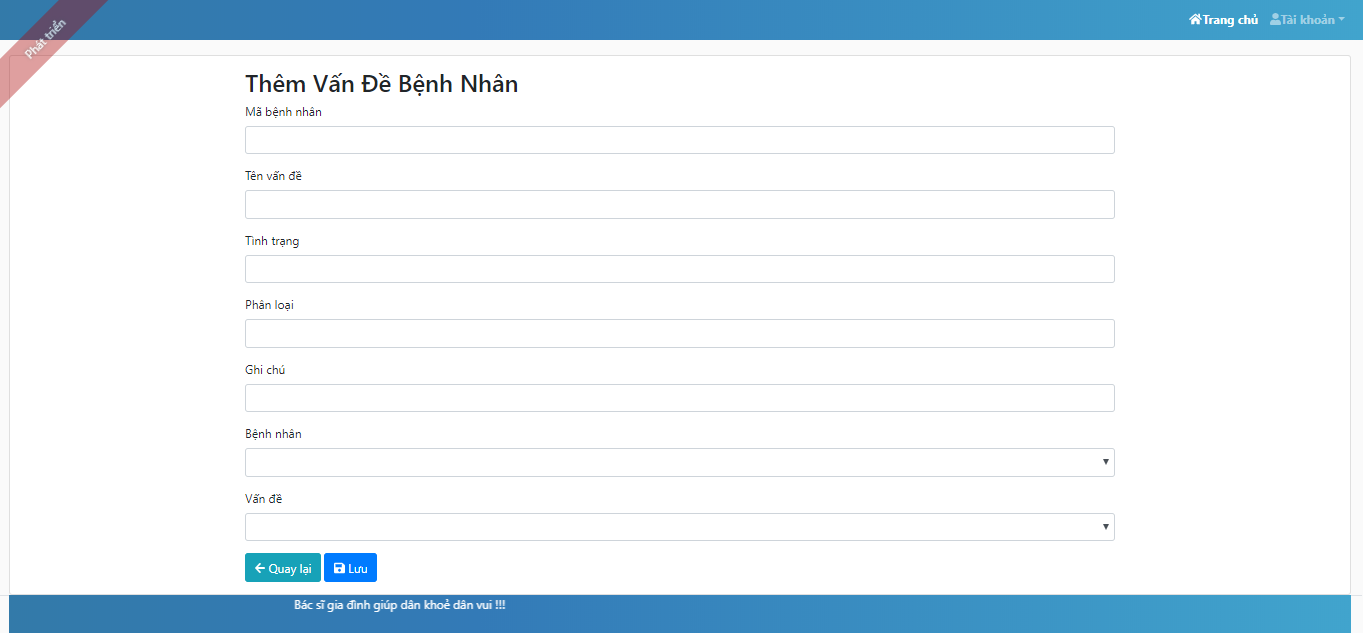 Trang chủ Tài khoản
Phát triển
Thêm Vấn Đề Bệnh Nhân
Mã bệnh nhân
Tên vấn đề
Tình trạng
Phân loại
Ghi chú
Bệnh nhân
Vấn đề
Quay lại Lưu
Bác sĩ gia đình giúp dân khoẻ dân vui !!!